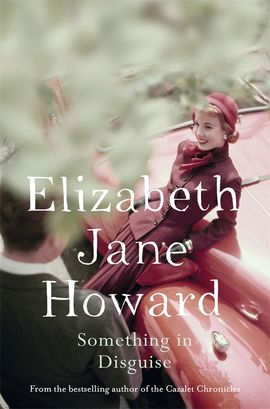 Elizabeth
Jane
Howard
Something in
Disguise
From the bestselling author of the Cazalet Chronicles